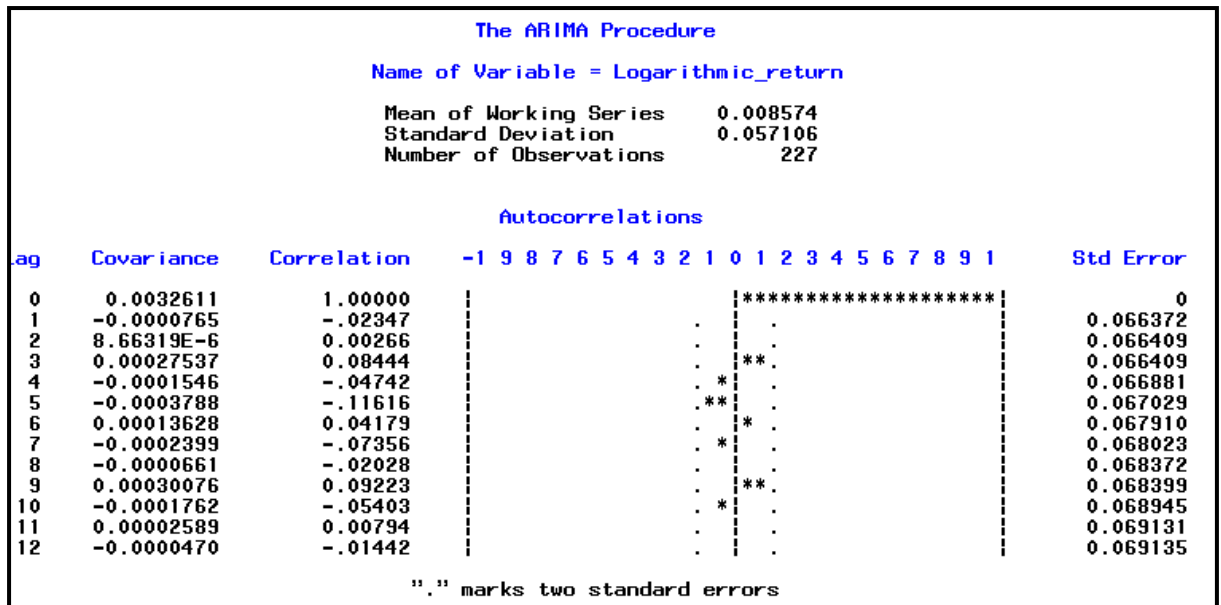 The ARIMA Procedure
Name of Variable = Logarithmic_return
Mean of Working Series 0.008574
Standard Deviation 0.057106
Number of Observations 227
Autocorrelations
ag Covariance Correlation -1 9 8 7 6 5 4 3 2 1 0 1 2 3 4 5 6 7 8 9 1 Std Error
0 0.0032611 1.00000 | |********************| 0
1 -0.0000765 -.02347 | . | . | 0.066372
2 8.66319E-6 0.00266 | . | . | 0.066409
3 0.00027537 0.08444 | . |**. | 0.066409
4 -0.0001546 -.04742 | . *| . | 0.066881
5 -0.0003788 -.11616 | .**| . | 0.067029
6 0.00013628 0.04179 | . |* . | 0.067910
7 -0.0002399 -.07356 | . *| . | 0.068023
8 -0.0000661 -.02028 | . | . | 0.068372
9 0.00030076 0.09223 | . |**. | 0.068399
10 -0.0001762 -.05403 | . *| . | 0.068945
11 0.00002589 0.00794 | . | . | 0.069131
12 -0.0000470 -.01442 | . | . | 0.069135
"." marks two standard errors